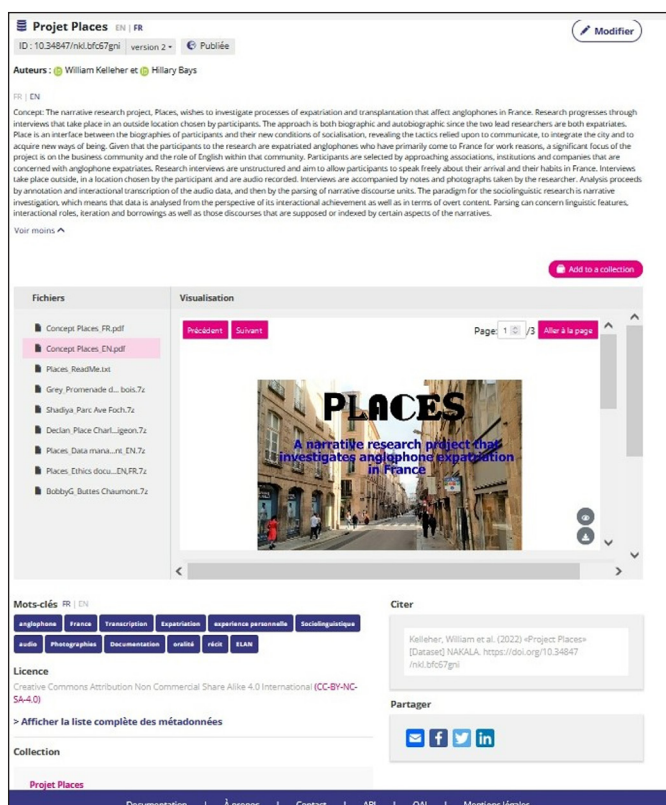 Projet Places EN | FR
Modifier
ID : 10.34847/nkl.bfc67gni version 2 Publiée
Auteurs : William Kelleher et Hillary Bays
FR | EN
Concept: The narrative research project, Places, wishes to investigate processes of expatriation and transplantation that affect anglophones in France. Research progresses through
interviews that take place in an outside location chosen by participants. The approach is both biographic and autobiographic since the two lead researchers are both expatriates.
Place is an interface between the biographies of participants and their new conditions of socialisation, revealing the tactics relied upon to communicate, to integrate the city and to
acquire new ways of being. Given that the participants to the research are expatriated anglophones who have primarily come to France for work reasons, a significant focus of the
project is on the business community and the role of English within that community. Participants are selected by approaching associations, institutions and companies that are
concerned with anglophone expatriates. Research interviews are unstructured and aim to allow participants to speak freely about their arrival and their habits in France. Interviews
take place outside, in a location chosen by the participant and are audio recorded. Interviews are accompanied by notes and photographs taken by the researcher. Analysis proceeds
by annotation and interactional transcription of the audio data, and then by the parsing of narrative discourse units. The paradigm for the sociolinguistic research is narrative
investigation, which means that data is analysed from the perspective of its interactional achievement as well as in terms of overt content. Parsing can concern linguistic features,
interactional roles, iteration and borrowings as well as those discourses that are supposed or indexed by certain aspects of the narratives.
Voir moins
Add to a collection
Fichiers
Concept Places_FR.pdf
Concept Places_EN.pdf
Places_ReadMe.txt
Grey_Promenade d... bois.7z
Shadiya_Parc Ave Foch.7z
Declan_Place Charl...igeon.7z
Places_Data mana...nt_EN.7z
Places_Ethics docu...EN,FR.7z
BobbyG_Buttes Chaumont.7z
Visualisation
Précédent Suivant Page: 1 /3 Aller à la page
PLACES
A narrative research project that
investigates anglophone expatriation
in France
Mots-clés FR | EN
anglophone France Transcription Expatriation experience personnelle Sociolinguistique
audio Photographies Documentation oralité récit ELAN
Licence
Creative Commons Attribution Non Commercial Share Alike 4.0 International (CC-BY-NC-
SA-4.0)
> Afficher la liste complète des métadonnées
Collection
Projet Places
Citer
Kelleher, William et al. (2022) «Project Places»
[Dataset] NAKALA. https://doi.org/10.34847
/nkl.bfc67gni
Partager
Documentation | À propos | Contact | API | OAI | Mentions légales